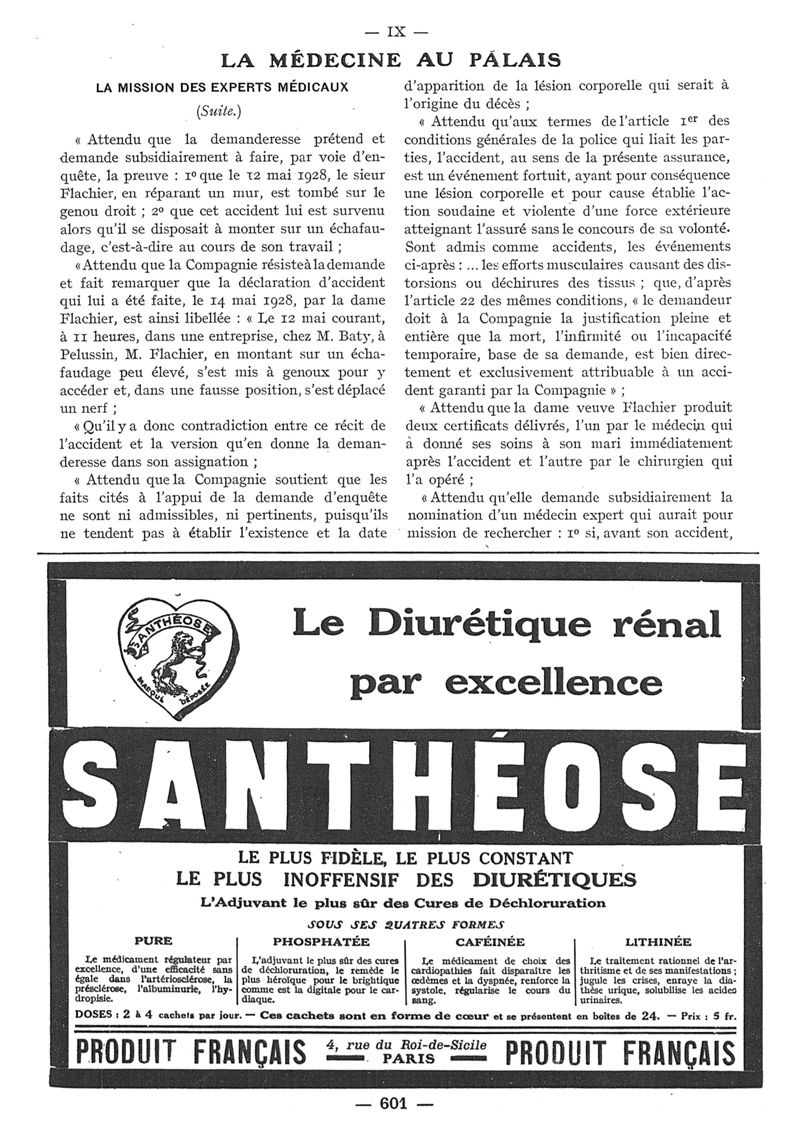 — IX —
LA MÉDECINE AU PALAIS
LA MISSION DES EXPERTS MÉDICAUX
(Suite.)
« Attendu que la demanderesse prétend et
demande subsidiairement à faire, par voie d'en-
quête, la preuve : 1º que le 12 mai 1928, le sieur
Flachier, en réparant un mur, est tombé sur le
genou droit ; 2º que cet accident lui est survenu
alors qu'il se disposait à monter sur un échafau-
dage, c'est-à-dire au cours de son travail ;
« Attendu que la Compagnie résiste à la demande
et fait remarquer que la déclaration d'accident
qui lui a été faite, le 14 mai 1928, par la dame
Flachier, est ainsi libellée : « Le 12 mai courant,
à 11 heures, dans une entreprise, chez M. Baty, à
Pelussin, M. Flachier, en montant sur un écha-
faudage peu élevé, s'est mis à genoux pour y
accéder et, dans une fausse position, s'est déplacé
un nerf ;
« Qu'il y a donc contradiction entre ce récit de
l'accident et la version qu'en donne la deman-
deresse dans son assignation ;
« Attendu que la Compagnie soutient que les
faits cités à l'appui de la demande d'enquête
ne sont ni admissibles, ni pertinents, puisqu'ils
ne tendent pas à établir l'existence et la date
d'apparition de la lésion corporelle qui serait à
l'origine du décès ;
« Attendu qu'aux termes de l'article 1er des
conditions générales de la police qui liait les par-
ties, l'accident, au sens de la présente assurance,
est un événement fortuit, ayant pour conséquence
une lésion corporelle et pour cause établie l'ac-
tion soudaine et violente d'une force extérieure
atteignant l'assuré sans le concours de sa volonté.
Sont admis comme accidents, les événements
ci-après : ... les efforts musculaires causant des dis-
torsions ou déchirures des tissus ; que, d'après
l'article 22 des mêmes conditions, « le demandeur
doit à la Compagnie la justification pleine et
entière que la mort, l'infirmité ou l'incapacité
temporaire, base de sa demande, est bien direc-
tement et exclusivement attribuable à un acci-
dent garanti par la Compagnie » ;
« Attendu que la dame veuve Flachier produit
deux certificats délivrés, l'un par le médecin qui
a donné ses soins à son mari immédiatement
après l'accident et l'autre par le chirurgien qui
l'a opéré ;
« Attendu qu'elle demande subsidiairement la
nomination d'un médecin expert qui aurait pour
mission de rechercher : 1º si, avant son accident,
SANTHÉOSE
MARQUE DÉPOSÉE
Le Diurétique rénal
par excellence
SANTHÉOSE
LE PLUS FIDÈLE, LE PLUS CONSTANT
LE PLUS INOFFENSIF DES DIURÉTIQUES
L'Adjuvant le plus sûr des Cures de Déchloruration
SOUS SES QUATRES FORMES
PURE
Le médicament régulateur par
excellence, d'une efficacité sans
égale dans l'artériosclérose, la
présclérose, l'albuminurie, l'hy-
dropisie.
PHOSPHATÉE
L'adjuvant le plus sûr des cures
de déchloruration, le remède le
plus héroïque pour le brightique
comme est la digitale pour le car-
diaque.
CAFÉINÉE
Le médicament de choix des
cardiopathies fait disparaître les
œdèmes et la dyspnée, renforce la
systole, régularise le cours du
sang.
LITHINÉE
Le traitement rationnel de l'ar-
thritisme et de ses manifestations ;
jugule les crises, enraye la dia-
thèse urique, solubilise les acides
urinaires.
DOSES : 2 à 4 cachets par jour. — Ces cachets sont en forme de cœur et se présentent en boîtes de 24. — Prix : 5 fr.
PRODUIT FRANÇAIS
4, rue du Roi-de-Sicile
PARIS
PRODUIT FRANÇAIS
— 601 —